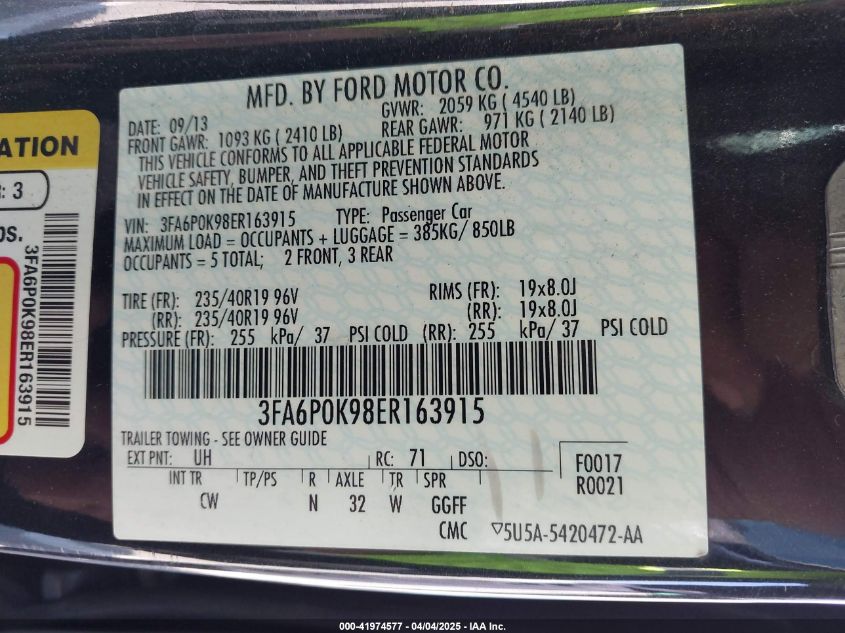 MFD. BY FORD MOTOR CO.
DATE: 09/13 GVWR: 2059 KG ( 4540 LB)
FRONT GAWR: 1093 KG ( 2410 LB) REAR GAWR: 971 KG ( 2140 LB)
THIS VEHICLE CONFORMS TO ALL APPLICABLE FEDERAL MOTOR
VEHICLE SAFETY, BUMPER, AND THEFT PREVENTION STANDARDS
IN EFFECT ON THE DATE OF MANUFACTURE SHOWN ABOVE.
VIN: 3FA6P0K98ER163915 TYPE: Passenger Car
MAXIMUM LOAD = OCCUPANTS + LUGGAGE = 385KG/ 850LB
OCCUPANTS = 5 TOTAL; 2 FRONT, 3 REAR
TIRE (FR): 235/40R19 96V RIMS (FR): 19x8.0J
(RR): 235/40R19 96V (RR): 19x8.0J
PRESSURE (FR): 255 kPa/ 37 PSI COLD (RR): 255 kPa/ 37 PSI COLD
3FA6P0K98ER163915
TRAILER TOWING - SEE OWNER GUIDE
EXT PNT: UH RC: 71 DSO: F0017
R0021
INT TR TP/PS R AXLE TR SPR
CW N 32 W GGFF
CMC ▽5U5A-5420472-AA
ATION
: 3
3FA6P0K98ER163915
000-41974577 - 04/04/2025 - IAA Inc.